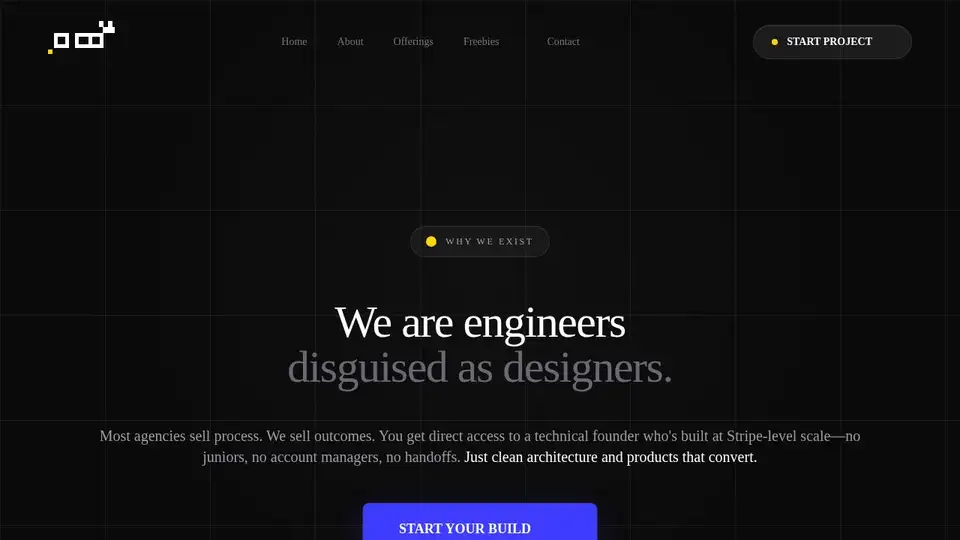 Home About Offerings Freebies Contact
START PROJECT
WHY WE EXIST
We are engineers
disguised as designers.
Most agencies sell process. We sell outcomes. You get direct access to a technical founder who's built at Stripe-level scale—no
juniors, no account managers, no handoffs. Just clean architecture and products that convert.
START YOUR BUILD